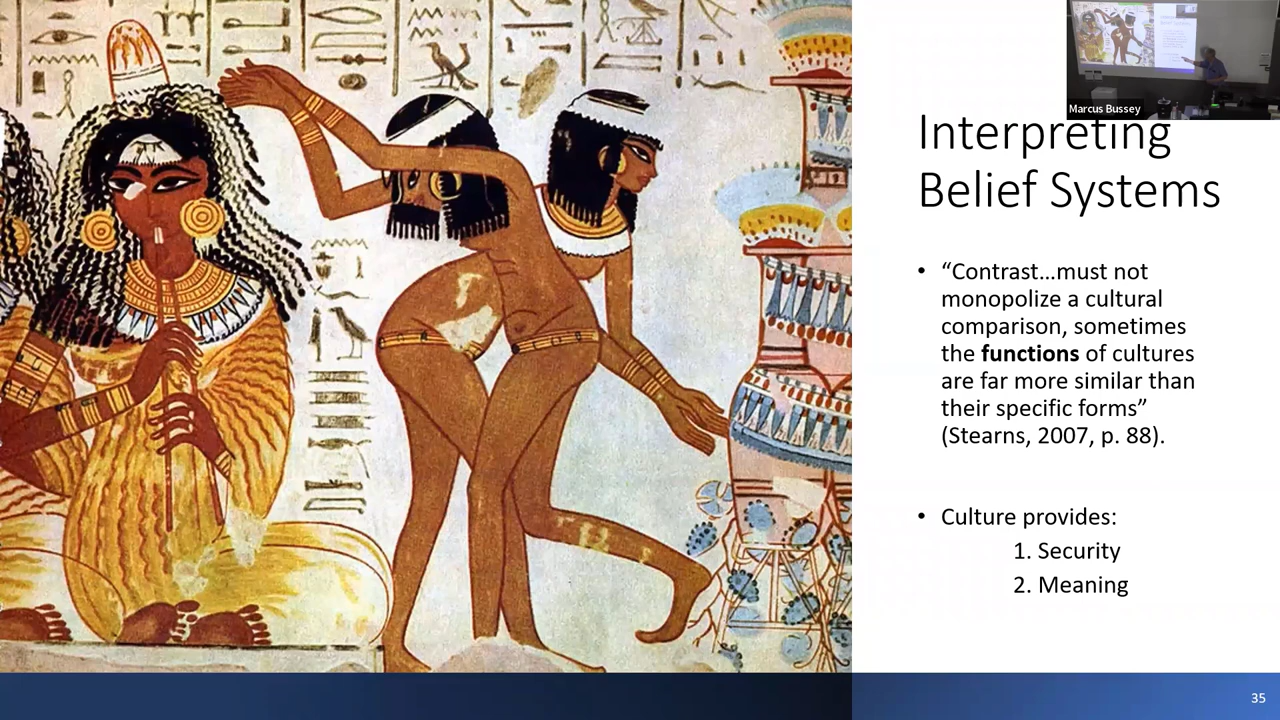 Marcus Bussey
Interpreting
Belief Systems
• “Contrast...must not
monopolize a cultural
comparison, sometimes
the functions of cultures
are far more similar than
their specific forms”
(Stearns, 2007, p. 88).
• Culture provides:
1. Security
2. Meaning
35